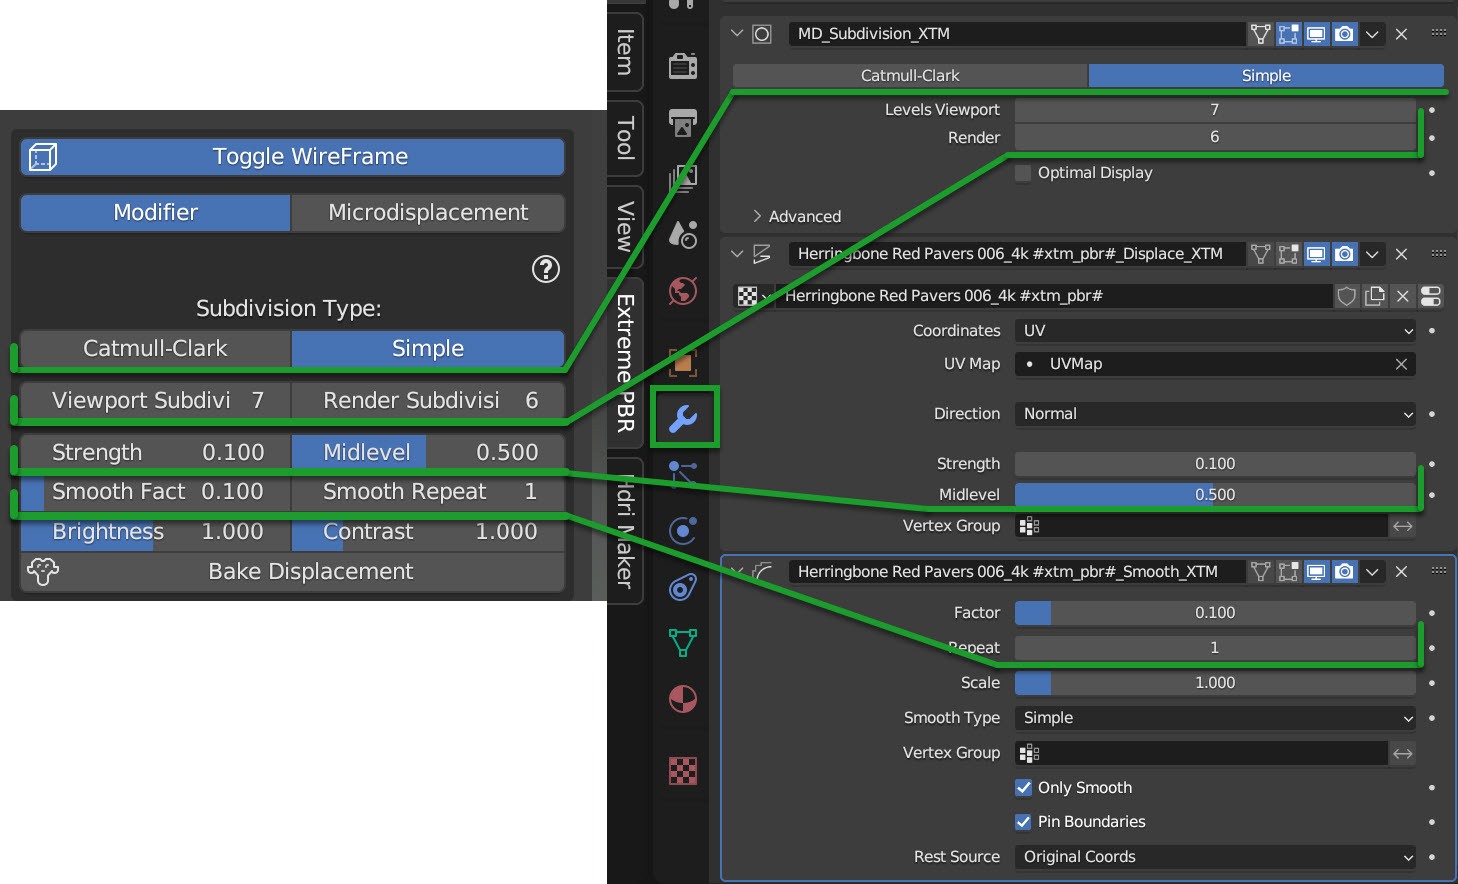 Toggle WireFrame
Modifier Microdisplacement
?
Subdivision Type:
Catmull-Clark Simple
Viewport Subdivi 7 Render Subdivisi 6
Strength 0.100 Midlevel 0.500
Smooth Fact 0.100 Smooth Repeat 1
Brightness 1.000 Contrast 1.000
Bake Displacement
Item
Tool
View
Extreme PBR
Hdri Maker
MD_Subdivision_XTM
Catmull-Clark Simple
Levels Viewport 7
Render 6
Optimal Display
Advanced
Herringbone Red Pavers 006_4k #xtm_pbr#_Displace_XTM
Herringbone Red Pavers 006_4k #xtm_pbr#
Coordinates UV
UV Map UVMap
Direction Normal
Strength 0.100
Midlevel 0.500
Vertex Group
Herringbone Red Pavers 006_4k #xtm_pbr#_Smooth_XTM
Factor 0.100
Repeat 1
Scale 1.000
Smooth Type Simple
Vertex Group
Only Smooth
Pin Boundaries
Rest Source Original Coords